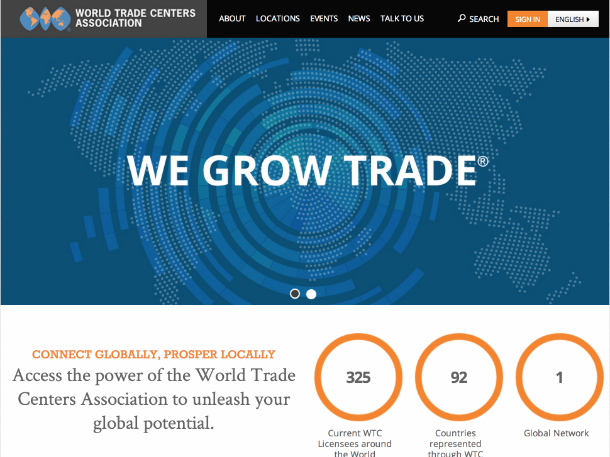 WORLD TRADE CENTERS
ASSOCIATION
ABOUT LOCATIONS EVENTS NEWS TALK TO US SEARCH SIGN IN ENGLISH
WE GROW TRADE®
CONNECT GLOBALLY, PROSPER LOCALLY
Access the power of the World Trade
Centers Association to unleash your
global potential.
325
Current WTC
Licensees around
the World
92
Countries
represented
through WTC
1
Global Network